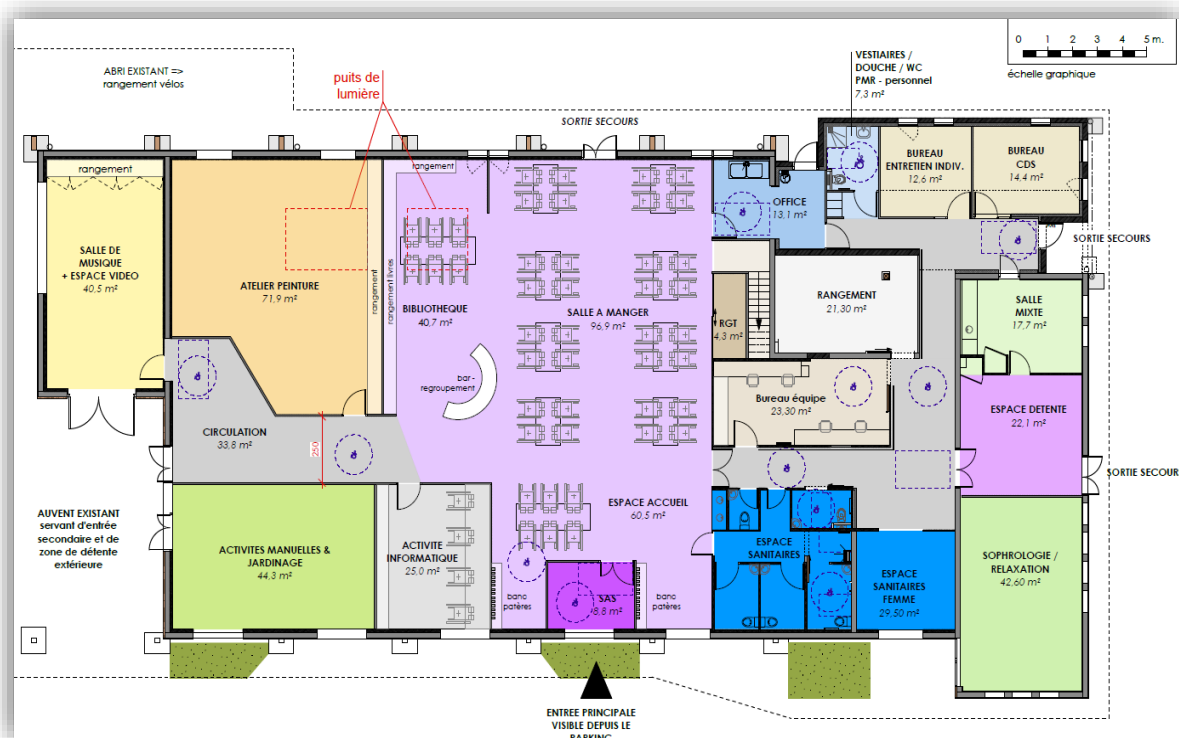 ABRI EXISTANT =>
rangement vélos
puits de
lumière
SORTIE SECOURS
VESTIAIRES /
DOUCHE / WC
PMR - personnel
7,3 m²
0 1 2 3 4 5 m.
échelle graphique
rangement
SALLE DE
MUSIQUE
+ ESPACE VIDEO
40,5 m²
ATELIER PEINTURE
71,9 m²
rangement
rangement livres
rangement
BIBLIOTHEQUE
40,7 m²
bar -
regroupement
SALLE A MANGER
96,9 m²
OFFICE
13,1 m²
BUREAU
ENTRETIEN INDIV.
12,6 m²
BUREAU
CDS
14,4 m²
SORTIE SECOURS
RGT
4,3 m²
RANGEMENT
21,30 m²
SALLE
MIXTE
17,7 m²
Bureau équipe
23,30 m²
ESPACE DETENTE
22,1 m²
SORTIE SECOUR
CIRCULATION
33,8 m²
250
AUVENT EXISTANT
servant d'entrée
secondaire et de
zone de détente
extérieure
ACTIVITES MANUELLES &
JARDINAGE
44,3 m²
ACTIVITE
INFORMATIQUE
25,0 m²
ESPACE ACCUEIL
60,5 m²
banc
patères
SAS
8,8 m²
banc
patères
ESPACE
SANITAIRES
ESPACE
SANITAIRES
FEMME
29,50 m²
SOPHROLOGIE /
RELAXATION
42,60 m²
ENTREE PRINCIPALE
VISIBLE DEPUIS LE
PARKING